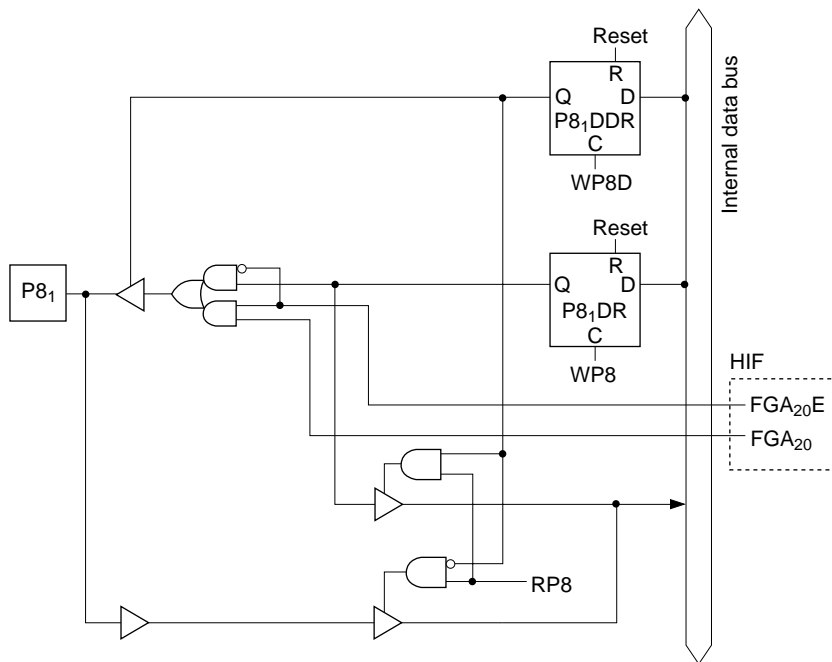 Reset
R
Q
D
P8₁DDR
C
WP8D
Internal data bus
Reset
R
Q
D
P8₁DR
C
WP8
P8₁
HIF
FGA₂₀E
FGA₂₀
RP8